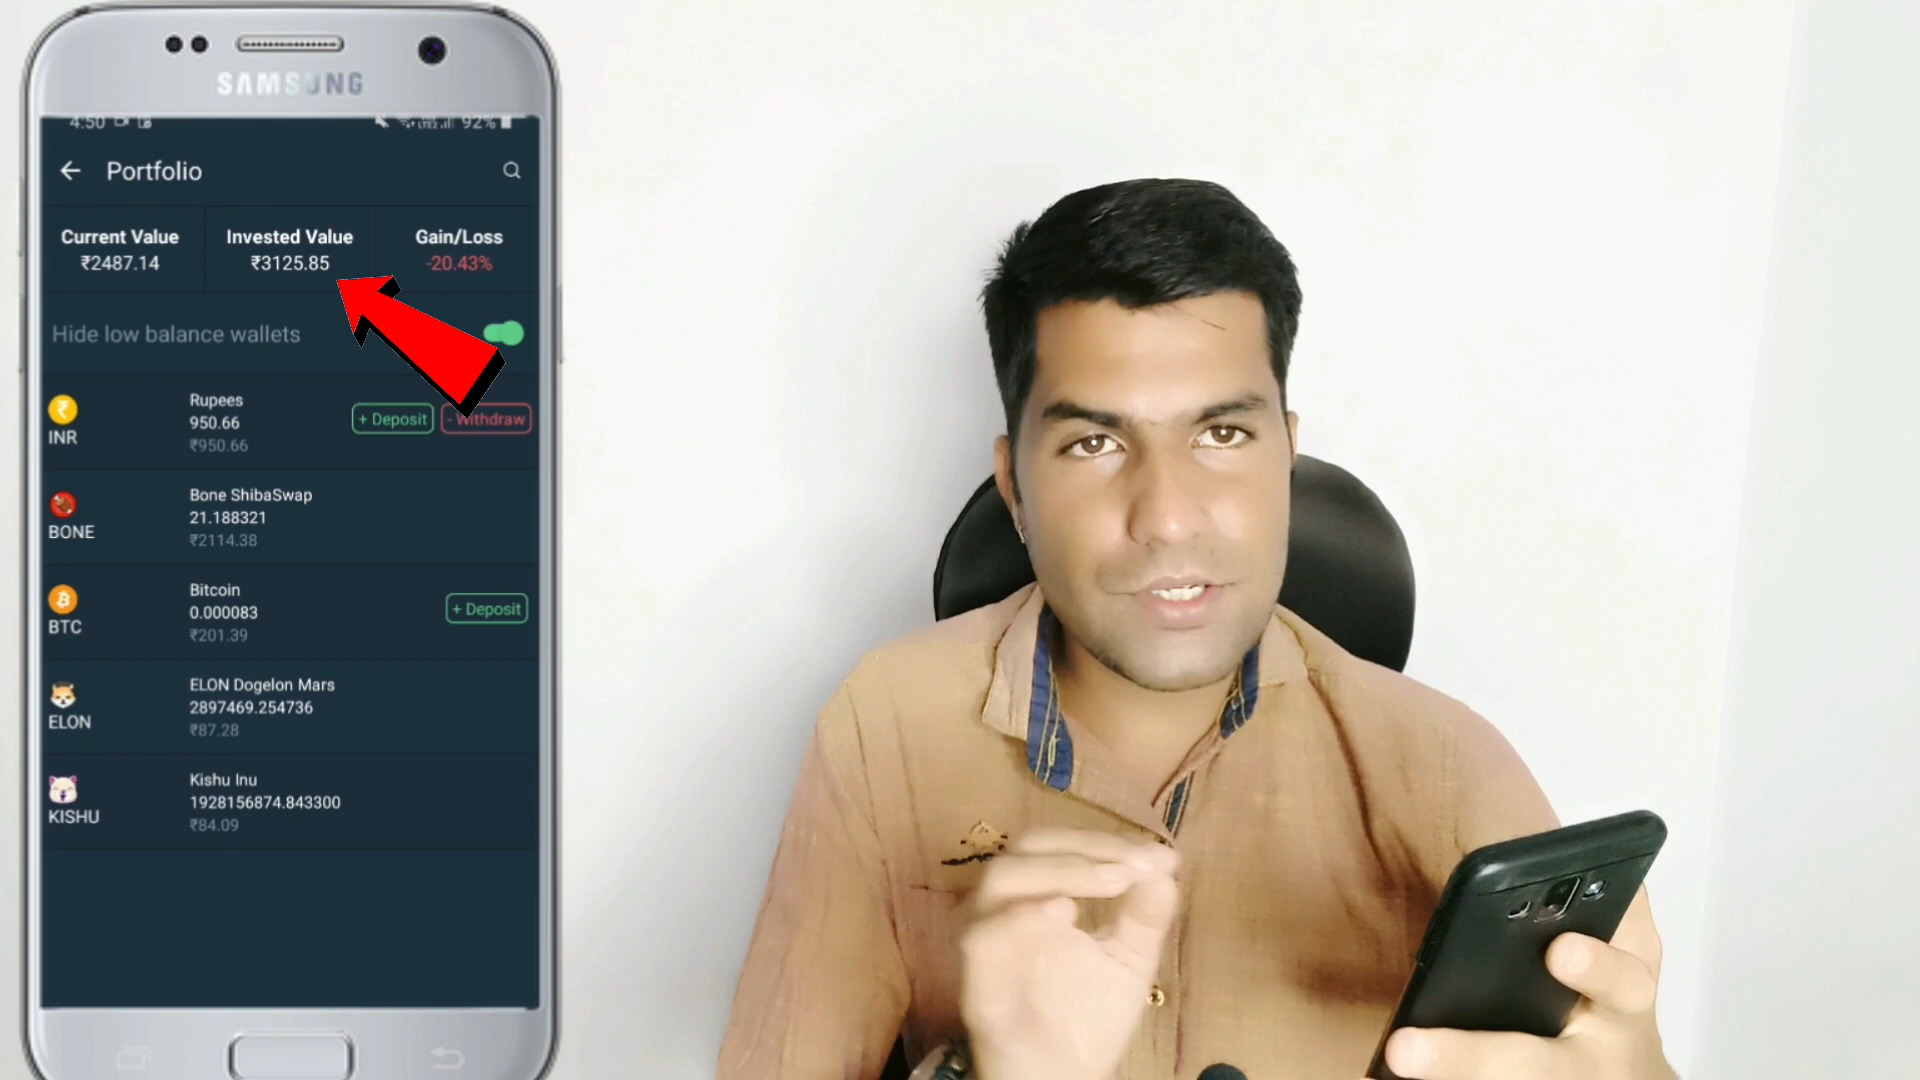 SAMSUNG
4:50
92%
Portfolio
Current Value
₹2487.14
Invested Value
₹3125.85
Gain/Loss
-20.43%
Hide low balance wallets
INR
Rupees
950.66
₹950.66
+ Deposit
- Withdraw
BONE
Bone ShibaSwap
21.188321
₹2114.38
BTC
Bitcoin
0.000083
₹201.39
+ Deposit
ELON
ELON Dogelon Mars
2897469.254736
₹87.28
KISHU
Kishu Inu
1928156874.843300
₹84.09